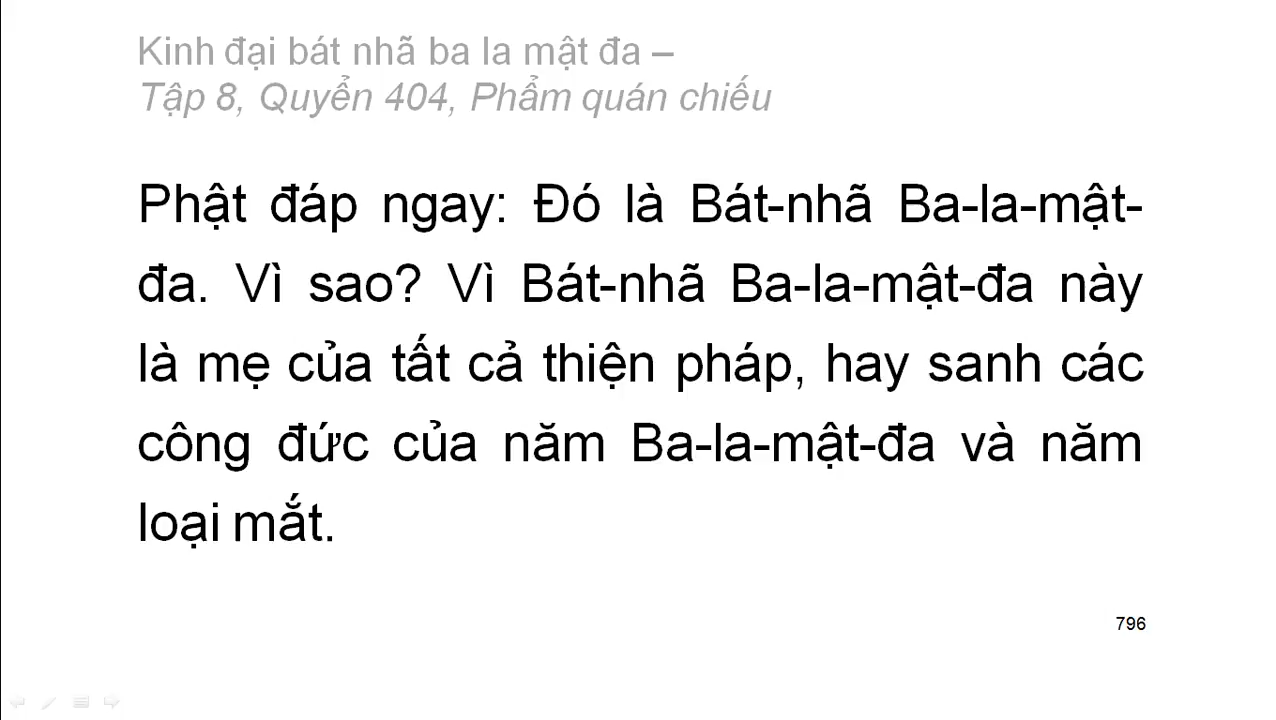 Kinh đại bát nhã ba la mật đa –
Tập 8, Quyển 404, Phẩm quán chiếu
Phật đáp ngay: Đó là Bát-nhã Ba-la-mật-
đa. Vì sao? Vì Bát-nhã Ba-la-mật-đa này
là mẹ của tất cả thiện pháp, hay sanh các
công đức của năm Ba-la-mật-đa và năm
loại mắt.
796